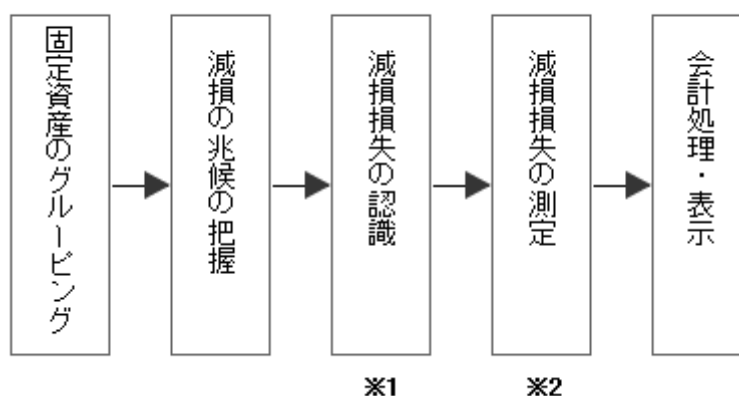 固定資産のグルーピング
減損の兆候の把握
減損損失の認識
減損損失の測定
会計処理・表示
※1
※2